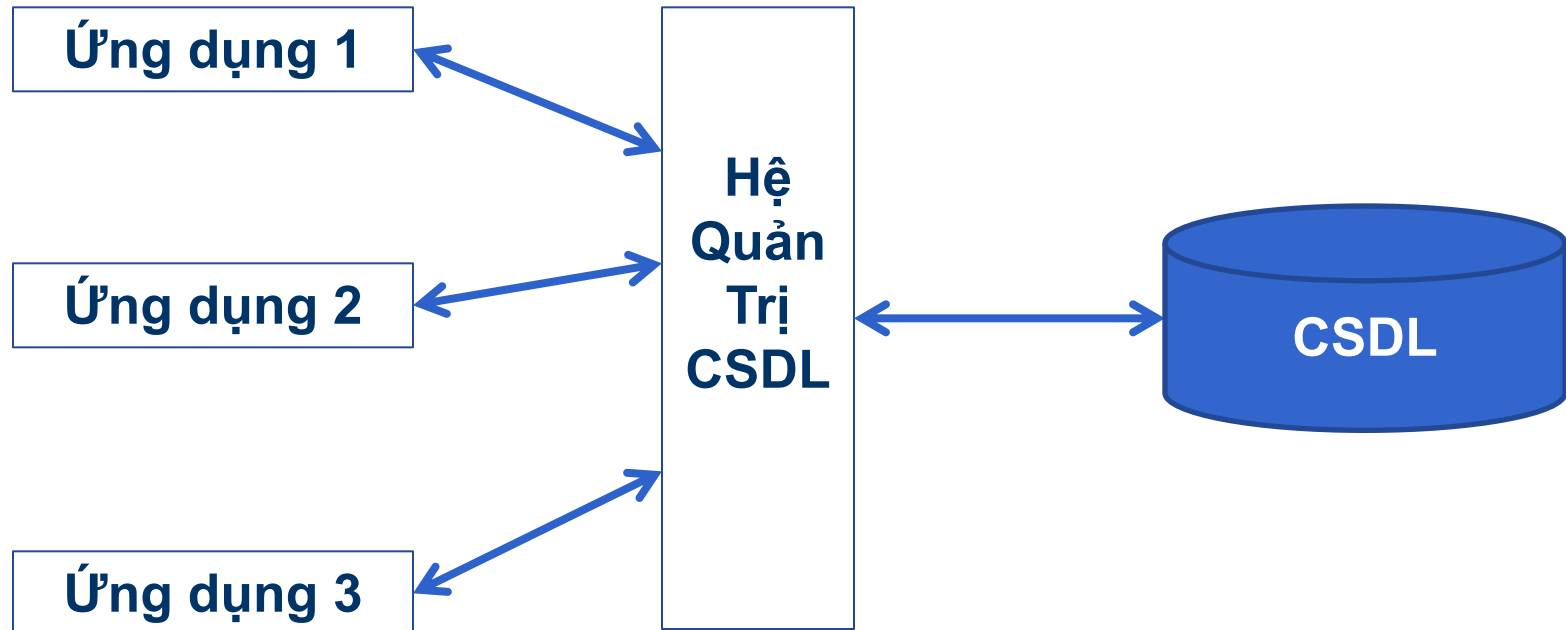 Ứng dụng 1
Hệ
Quản
Trị
CSDL
Ứng dụng 2
CSDL
Ứng dụng 3